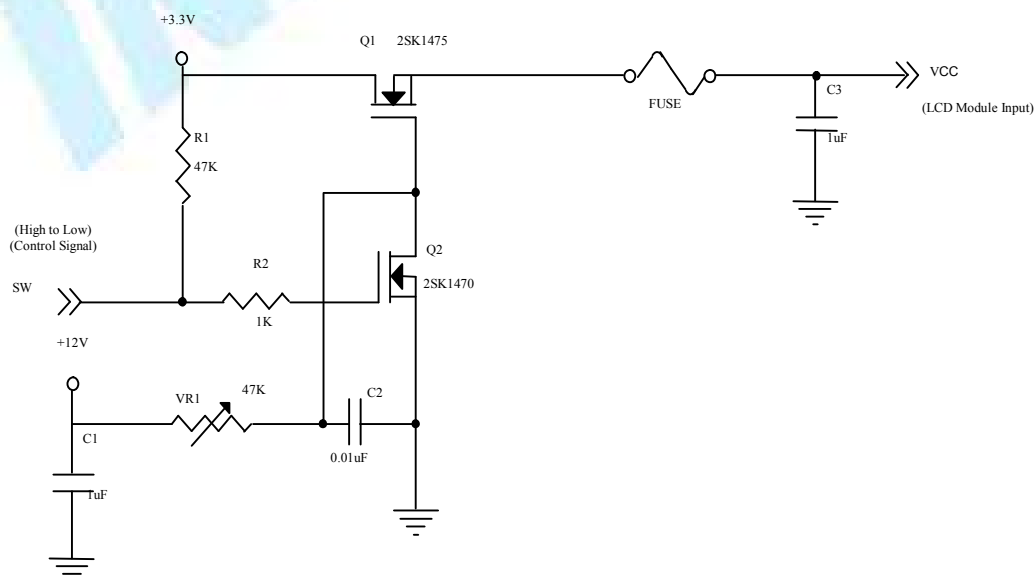 +3.3V
Q1 2SK1475
VCC
FUSE
C3
(LCD Module Input)
R1
1uF
47K
(High to Low)
(Control Signal)
R2
Q2
SW
2SK1470
1K
+12V
VR1
47K
C2
C1
0.01uF
1uF